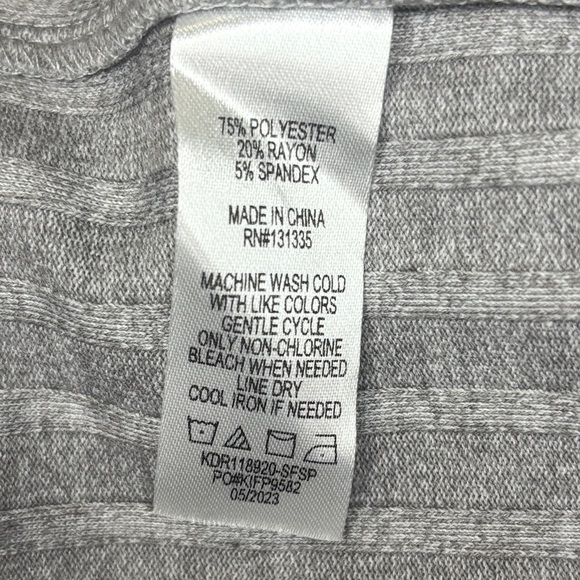 75% POLYESTER
20% RAYON
5% SPANDEX
MADE IN CHINA
RN#131335
MACHINE WASH COLD
WITH LIKE COLORS
GENTLE CYCLE
ONLY NON-CHLORINE
BLEACH WHEN NEEDED
LINE DRY
COOL IRON IF NEEDED
KDR118920-SFSP
PO#KIFP9582
05/2023